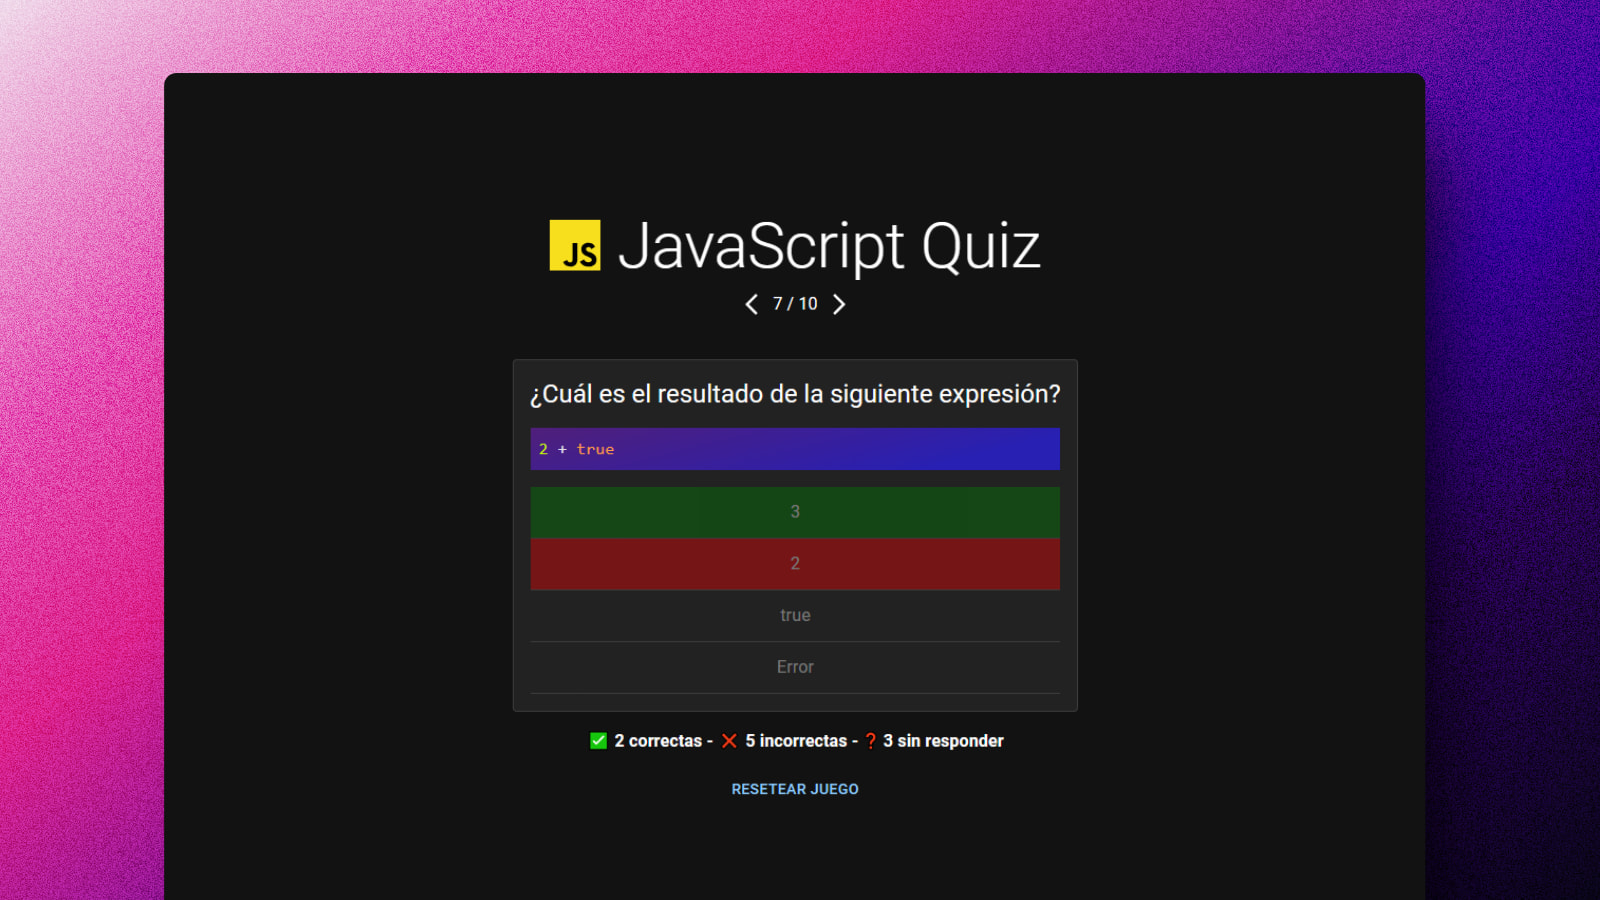 JS JavaScript Quiz
7 / 10
¿Cuál es el resultado de la siguiente expresión?
2 + true
3
2
true
Error
✅ 2 correctas - ❌ 5 incorrectas - ❓ 3 sin responder
RESETEAR JUEGO